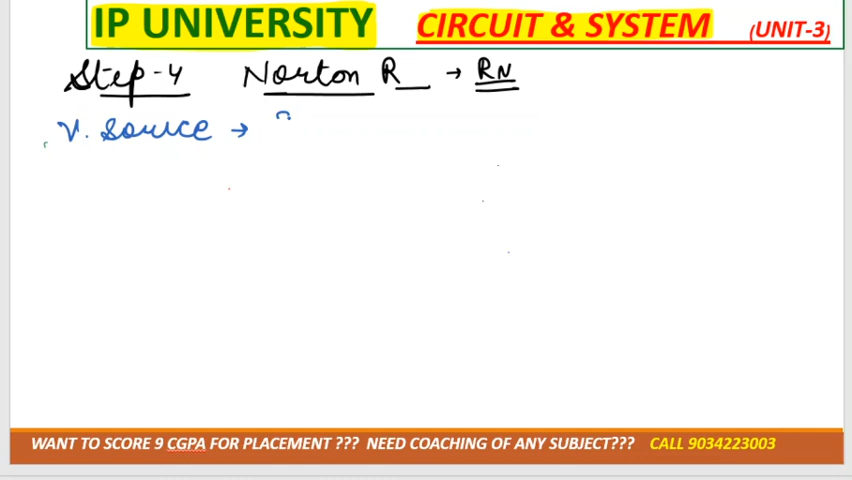 IP UNIVERSITY CIRCUIT & SYSTEM (UNIT-3)
Step-4 Norton R__ → RN
V. Source →
WANT TO SCORE 9 CGPA FOR PLACEMENT ??? NEED COACHING OF ANY SUBJECT??? CALL 9034223003